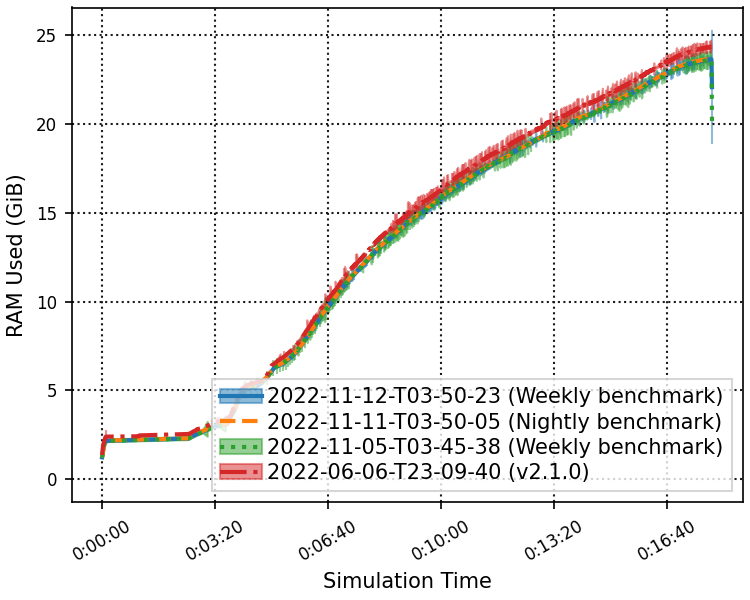 25
20
15
10
5
0
RAM Used (GiB)
2022-11-12-T03-50-23 (Weekly benchmark)
2022-11-11-T03-50-05 (Nightly benchmark)
2022-11-05-T03-45-38 (Weekly benchmark)
2022-06-06-T23-09-40 (v2.1.0)
0:00:00
0:03:20
0:06:40
0:10:00
0:13:20
0:16:40
Simulation Time